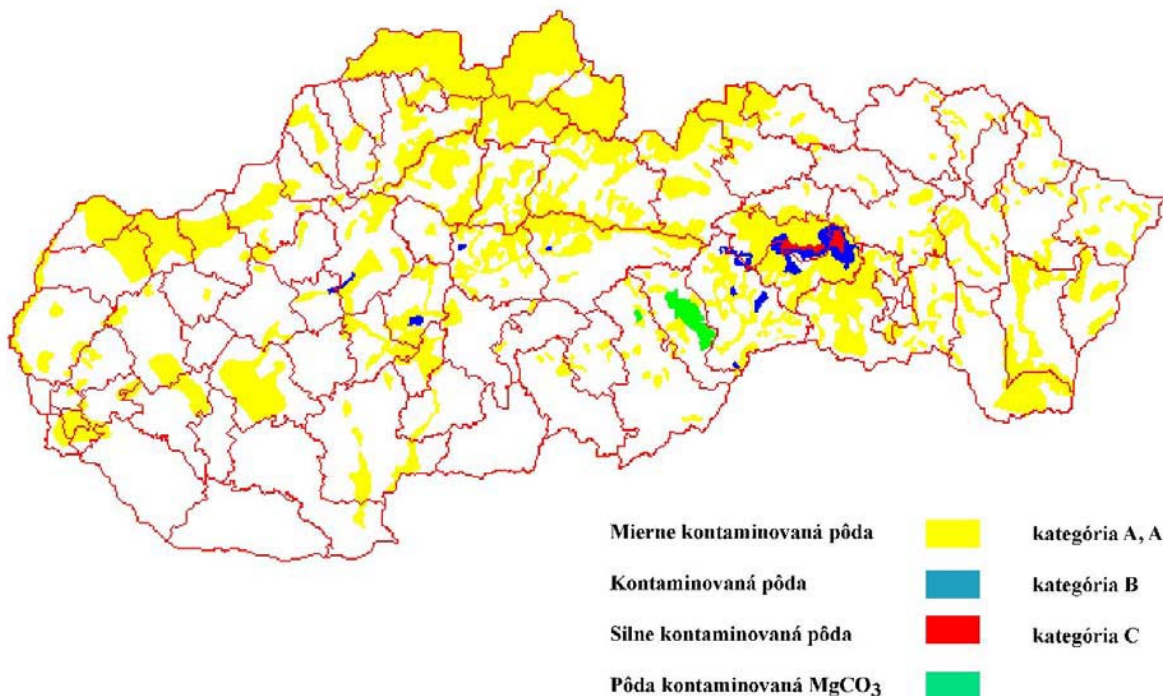 Mierne kontaminovaná pôda kategória A, A
Kontaminovaná pôda kategória B
Silne kontaminovaná pôda kategória C
Pôda kontaminovaná MgCO₃